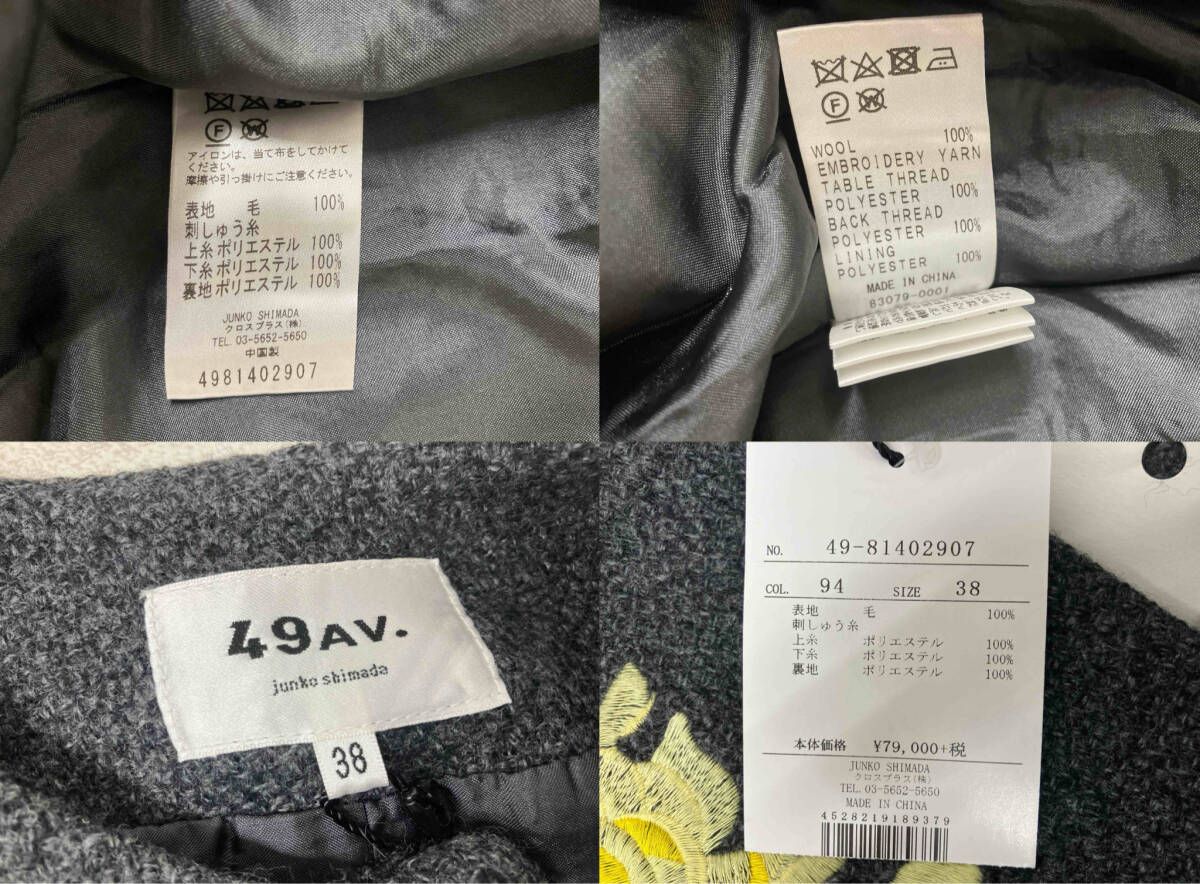 アイロンは、当て布をしてかけて
ください。
摩擦や引っ掛けにご注意ください。
表地 毛 100%
刺しゅう糸
上糸 ポリエステル 100%
下糸 ポリエステル 100%
裏地 ポリエステル 100%
JUNKO SHIMADA
クロスプラス(株)
TEL. 03-5652-5650
中国製
4981402907
F
W
F
W
WOOL 100%
EMBROIDERY YARN
TABLE THREAD
POLYESTER 100%
BACK THREAD
POLYESTER 100%
LINING
POLYESTER 100%
MADE IN CHINA
83079-0001
49AV.
junko shimada
38
NO. 49-81402907
COL. 94 SIZE 38
表地 毛 100%
刺しゅう糸
上糸 ポリエステル 100%
下糸 ポリエステル 100%
裏地 ポリエステル 100%
本体価格 ¥79,000+税
JUNKO SHIMADA
クロスプラス(株)
TEL. 03-5652-5650
MADE IN CHINA
4528219189379